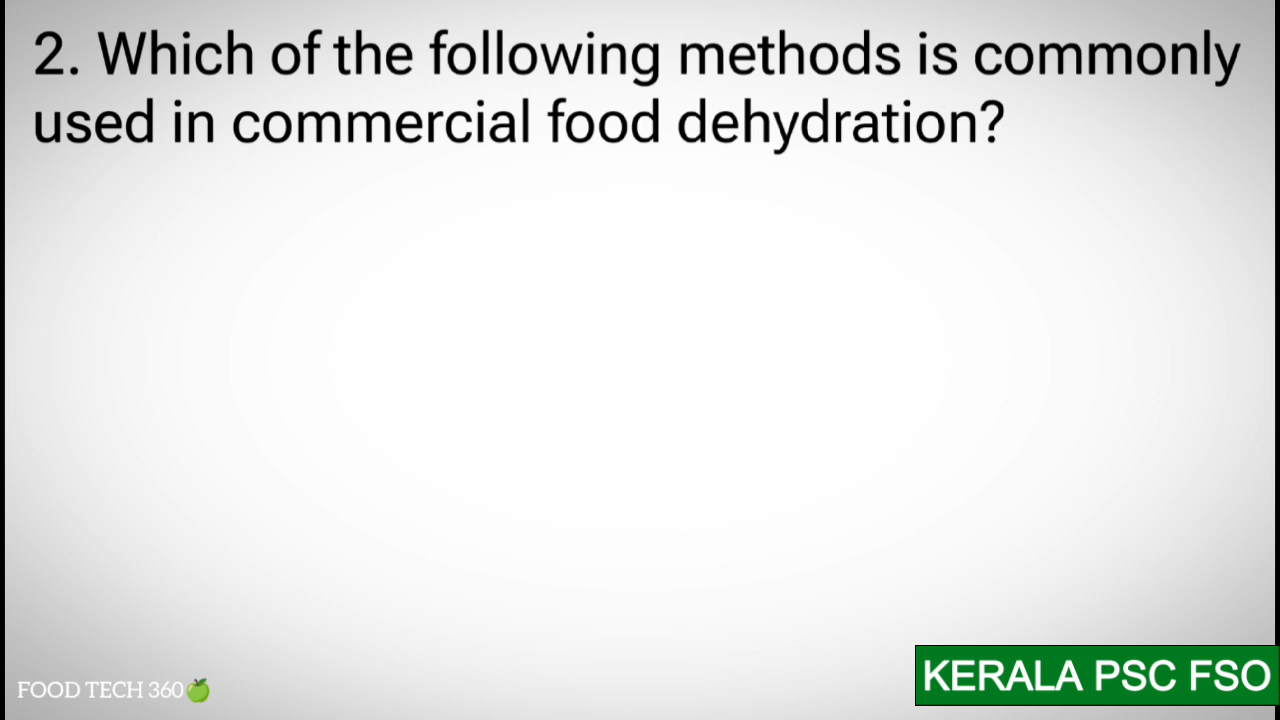 2. Which of the following methods is commonly
used in commercial food dehydration?
FOOD TECH 360🍏
KERALA PSC FSO